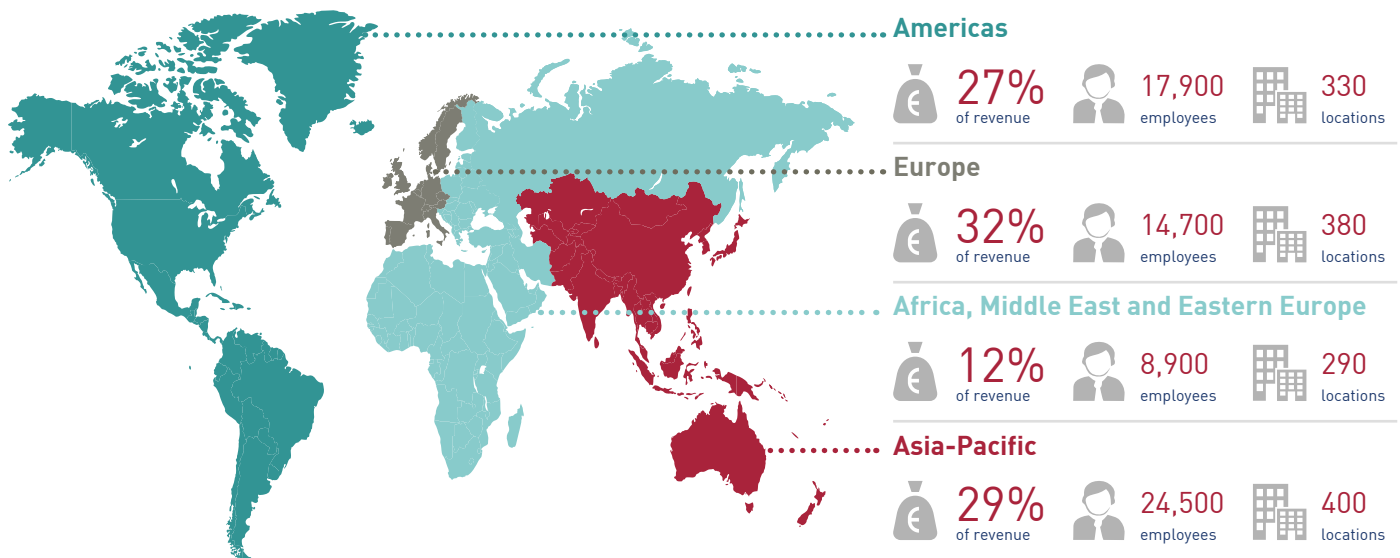 Americas
€ 27% 17,900 330
of revenue employees locations
Europe
€ 32% 14,700 380
of revenue employees locations
Africa, Middle East and Eastern Europe
€ 12% 8,900 290
of revenue employees locations
Asia-Pacific
€ 29% 24,500 400
of revenue employees locations